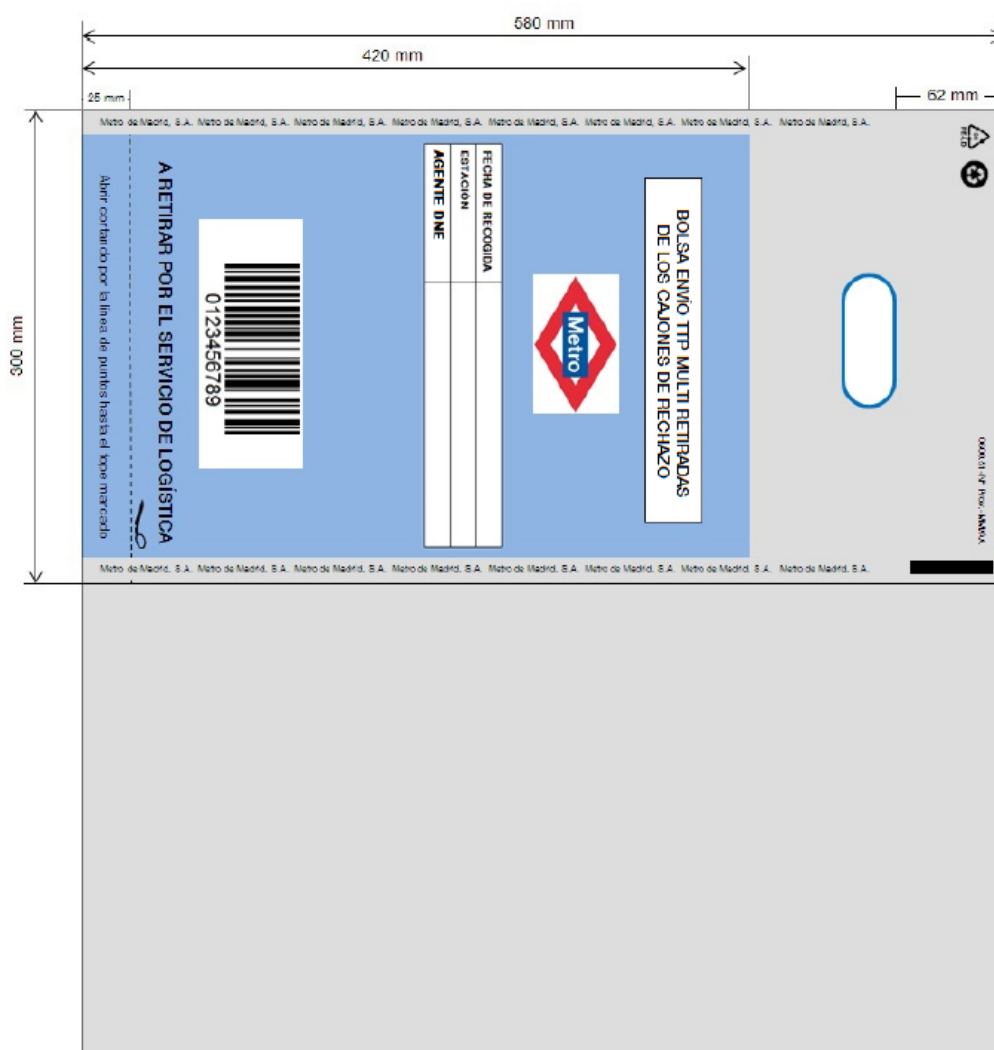 580 mm
420 mm
25 mm
62 mm
300 mm
Metro de Madrid, S.A. Metro de Madrid, S.A. Metro de Madrid, S.A. Metro de Madrid, S.A. Metro de Madrid, S.A. Metro de Madrid, S.A. Metro de Madrid, S.A. Metro de Madrid, S.A.
BOLSA ENVÍO TTP MULTI RETIRADAS
DE LOS CAJONES DE RECHAZO
Metro
FECHA DE RECOGIDA
ESTACIÓN
AGENTE DNE
0123456789
A RETIRAR POR EL SERVICIO DE LOGÍSTICA
Abrir cortando por la línea de puntos hasta el tope marcado
Metro de Madrid, S.A. Metro de Madrid, S.A. Metro de Madrid, S.A. Metro de Madrid, S.A. Metro de Madrid, S.A. Metro de Madrid, S.A. Metro de Madrid, S.A. Metro de Madrid, S.A.